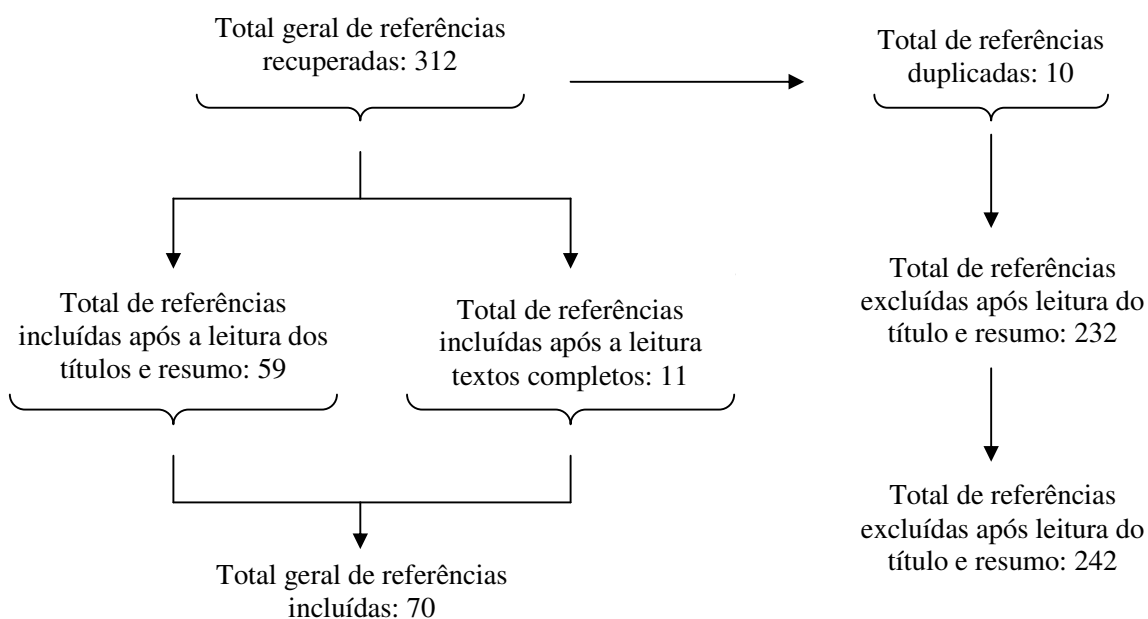 Total geral de referências
recuperadas: 312
Total de referências
duplicadas: 10
Total de referências
incluídas após a leitura dos
títulos e resumo: 59
Total de referências
incluídas após a leitura
textos completos: 11
Total de referências
excluídas após leitura do
título e resumo: 232
Total geral de referências
incluídas: 70
Total de referências
excluídas após leitura do
título e resumo: 242